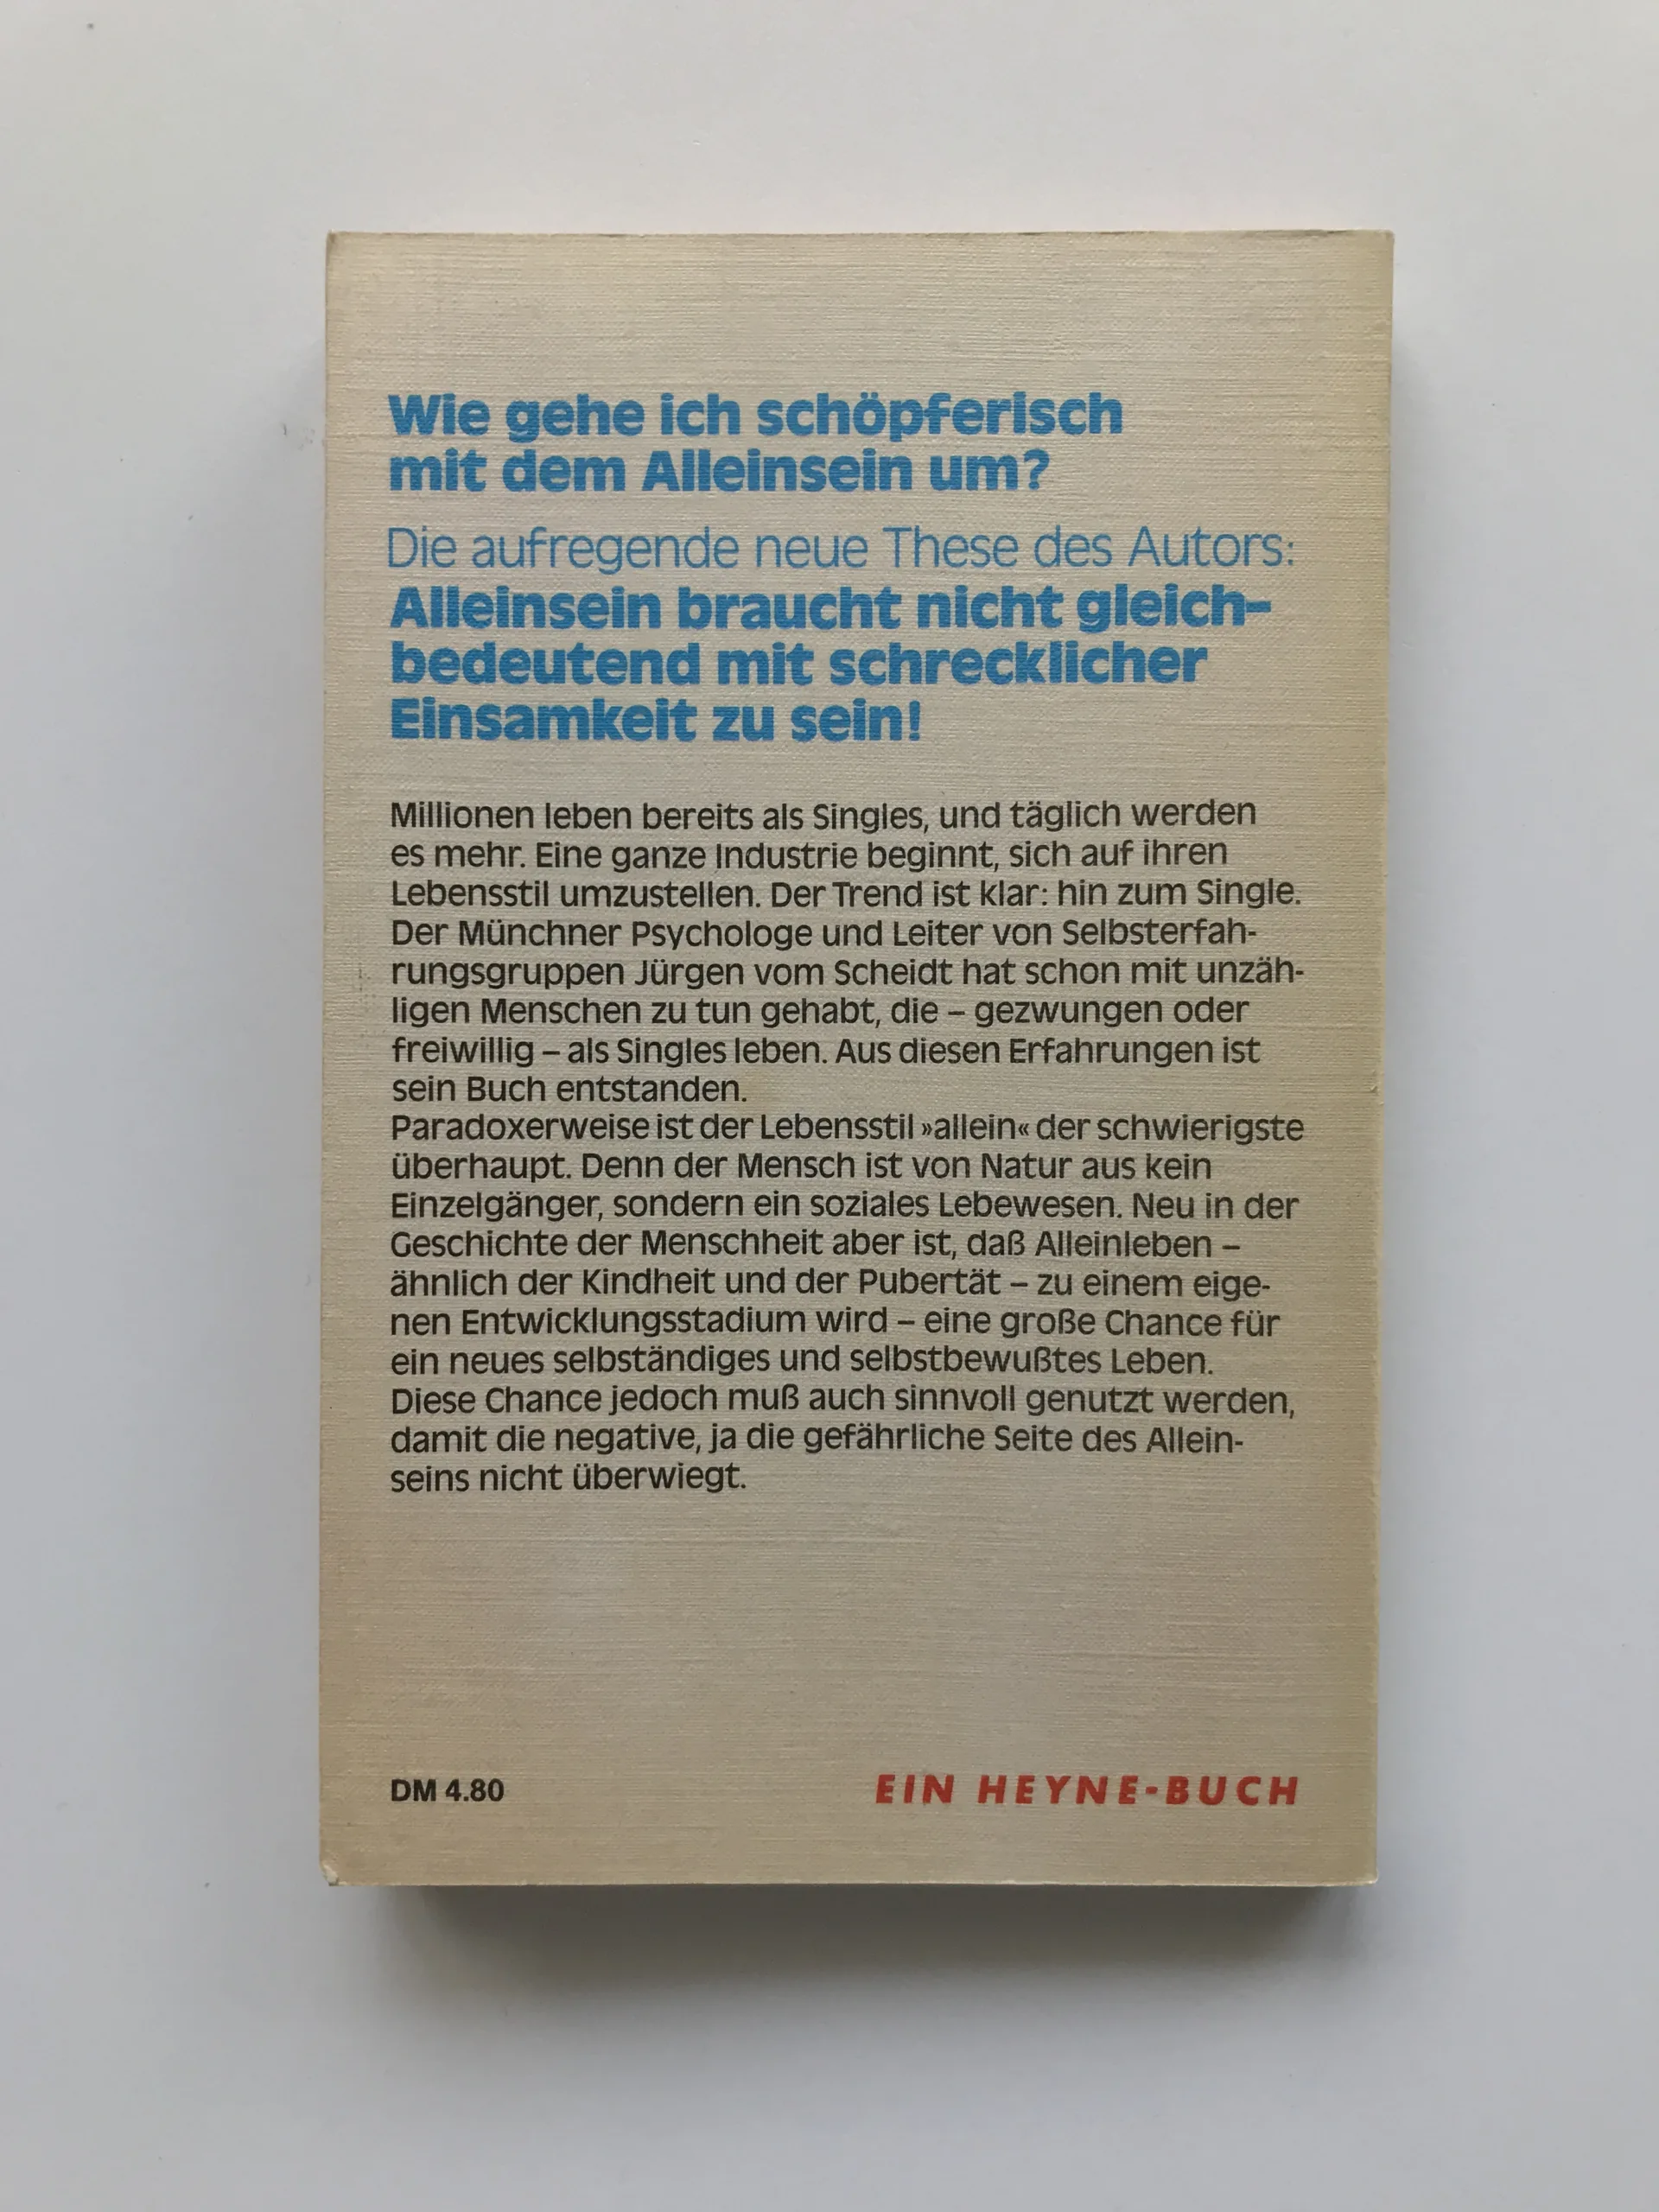 Wie gehe ich schöpferisch
mit dem Alleinsein um?
Die aufregende neue These des Autors:
Alleinsein braucht nicht gleich-
bedeutend mit schrecklicher
Einsamkeit zu sein!
Millionen leben bereits als Singles, und täglich werden
es mehr. Eine ganze Industrie beginnt, sich auf ihren
Lebensstil umzustellen. Der Trend ist klar: hin zum Single.
Der Münchner Psychologe und Leiter von Selbsterfah-
rungsgruppen Jürgen vom Scheidt hat schon mit unzäh-
ligen Menschen zu tun gehabt, die – gezwungen oder
freiwillig – als Singles leben. Aus diesen Erfahrungen ist
sein Buch entstanden.
Paradoxerweise ist der Lebensstil »allein« der schwierigste
überhaupt. Denn der Mensch ist von Natur aus kein
Einzelgänger, sondern ein soziales Lebewesen. Neu in der
Geschichte der Menschheit aber ist, daß Alleinleben –
ähnlich der Kindheit und der Pubertät – zu einem eige-
nen Entwicklungsstadium wird – eine große Chance für
ein neues selbständiges und selbstbewußtes Leben.
Diese Chance jedoch muß auch sinnvoll genutzt werden,
damit die negative, ja die gefährliche Seite des Allein-
seins nicht überwiegt.
DM 4.80
EIN HEYNE-BUCH